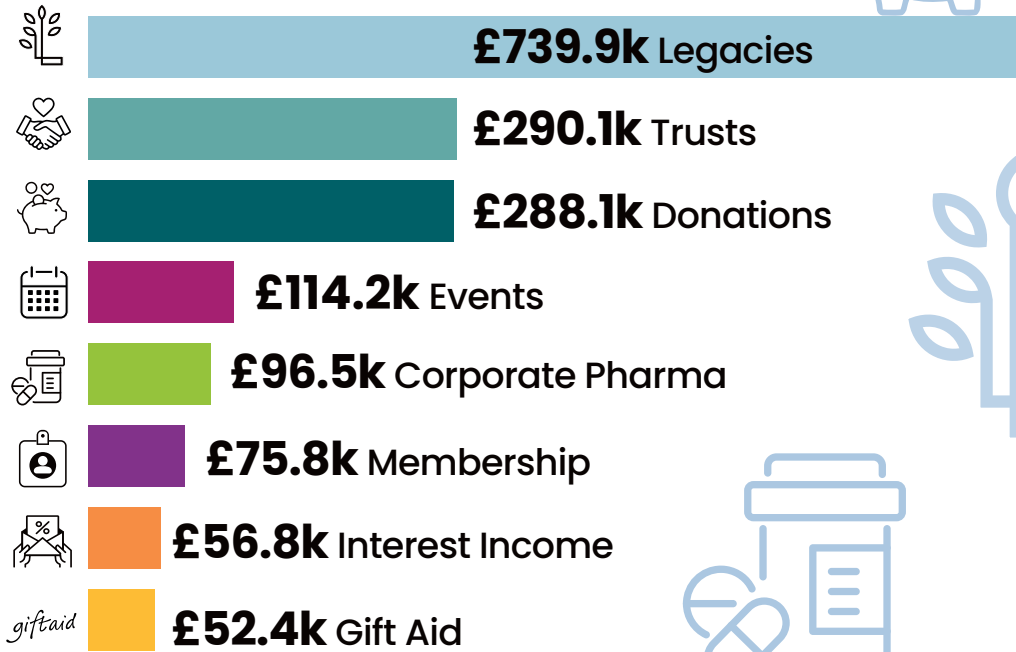 £739.9k Legacies
£290.1k Trusts
£288.1k Donations
£114.2k Events
£96.5k Corporate Pharma
£75.8k Membership
%
£56.8k Interest Income
giftaid
£52.4k Gift Aid